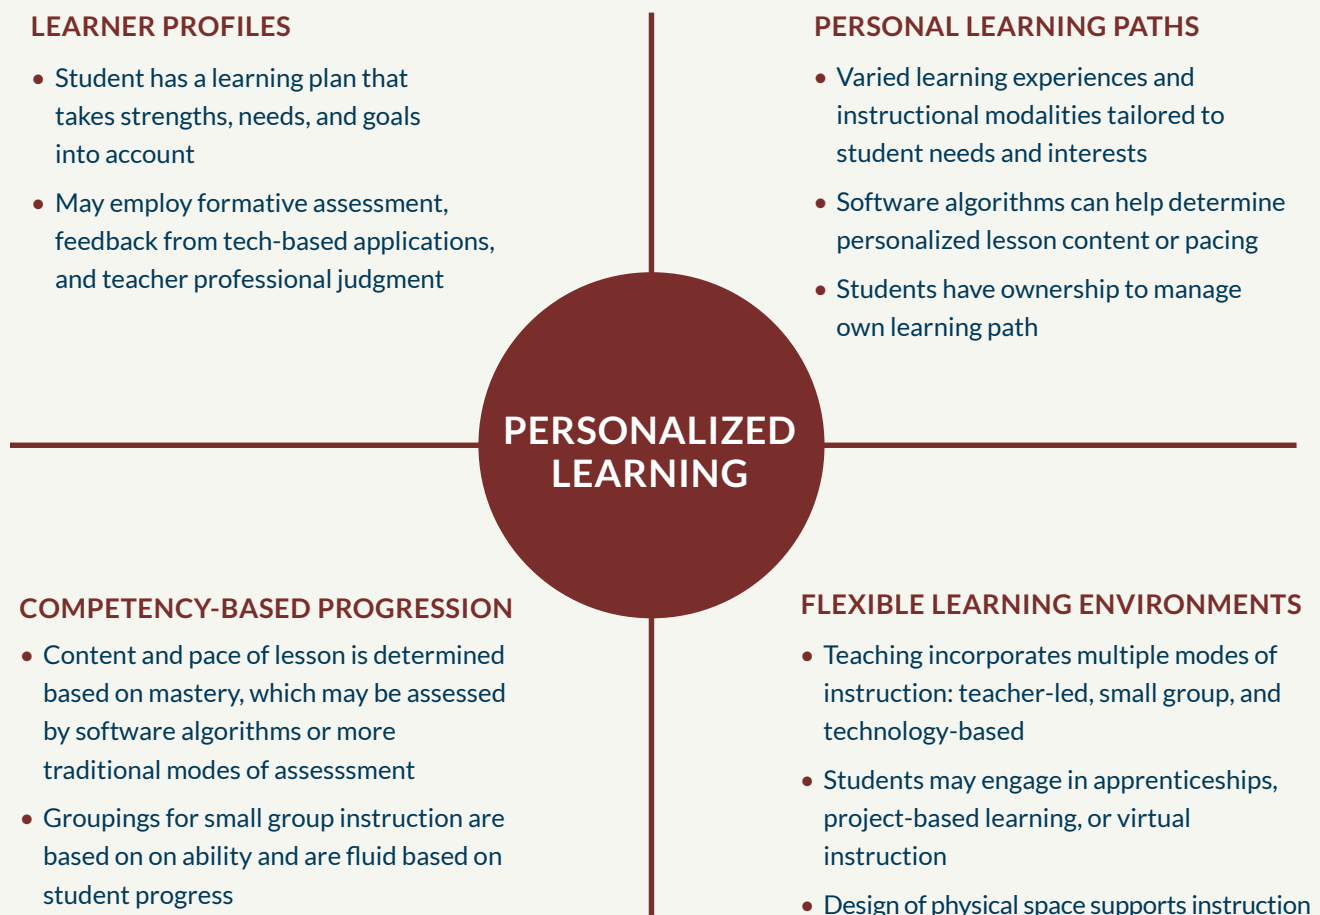 LEARNER PROFILES
• Student has a learning plan that
takes strengths, needs, and goals
into account
• May employ formative assessment,
feedback from tech-based applications,
and teacher professional judgment
PERSONAL LEARNING PATHS
• Varied learning experiences and
instructional modalities tailored to
student needs and interests
• Software algorithms can help determine
personalized lesson content or pacing
• Students have ownership to manage
own learning path
PERSONALIZED
LEARNING
COMPETENCY-BASED PROGRESSION
• Content and pace of lesson is determined
based on mastery, which may be assessed
by software algorithms or more
traditional modes of assesssment
• Groupings for small group instruction are
based on on ability and are fluid based on
student progress
FLEXIBLE LEARNING ENVIRONMENTS
• Teaching incorporates multiple modes of
instruction: teacher-led, small group, and
technology-based
• Students may engage in apprenticeships,
project-based learning, or virtual
instruction
• Design of physical space supports instruction